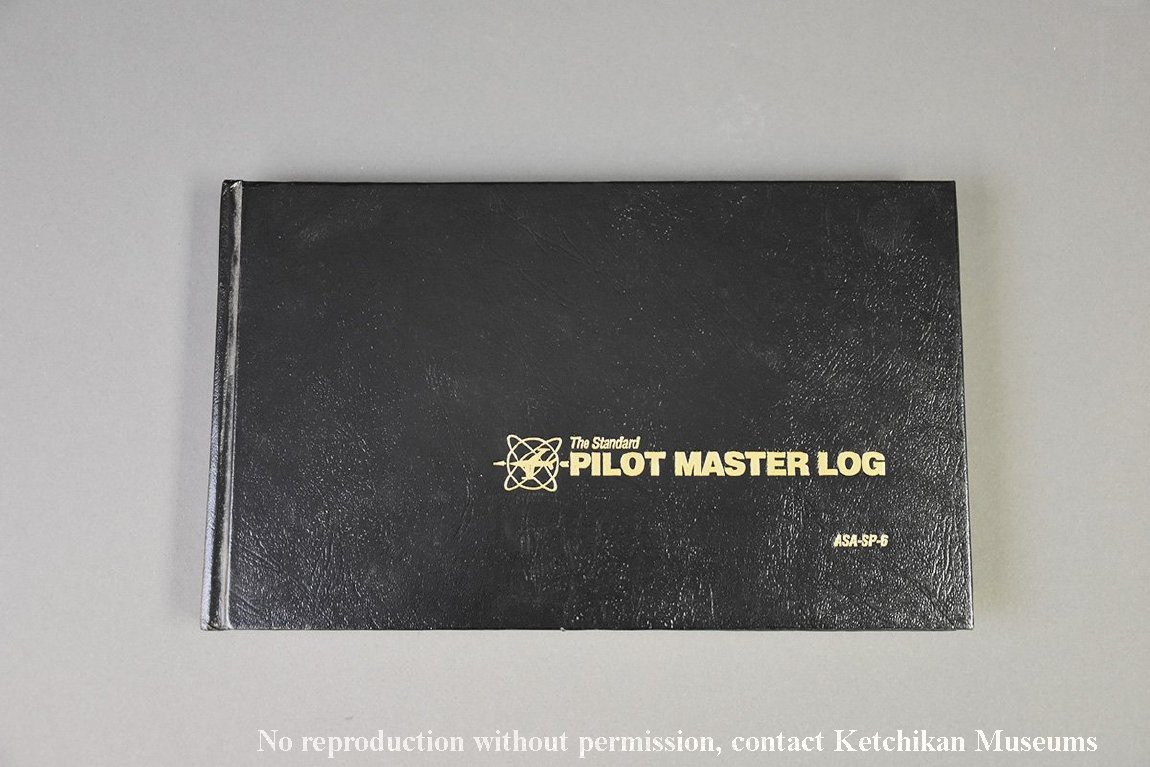 The Standard
PILOT MASTER LOG
ASA-SP-6
No reproduction without permission, contact Ketchikan Museums